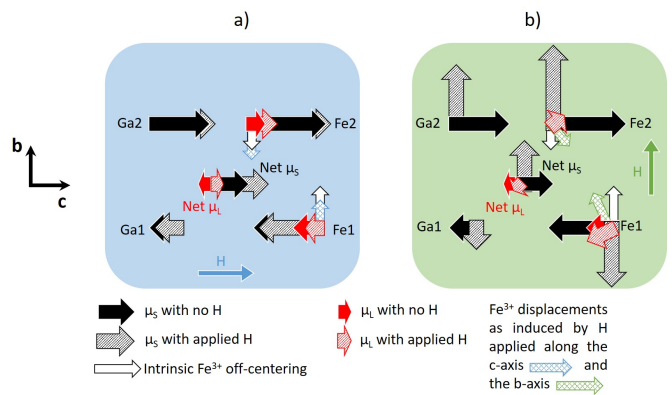 a)
b)
Ga2
Fe2
Net μS
Net μL
Ga1
Fe1
H
b
c
Ga2
Fe2
Net μS
H
Net μL
Ga1
Fe1
μS with no H
μS with applied H
Intrinsic Fe³⁺ off-centering
μL with no H
μL with applied H
Fe³⁺ displacements
as induced by H
applied along the
c-axis and
the b-axis